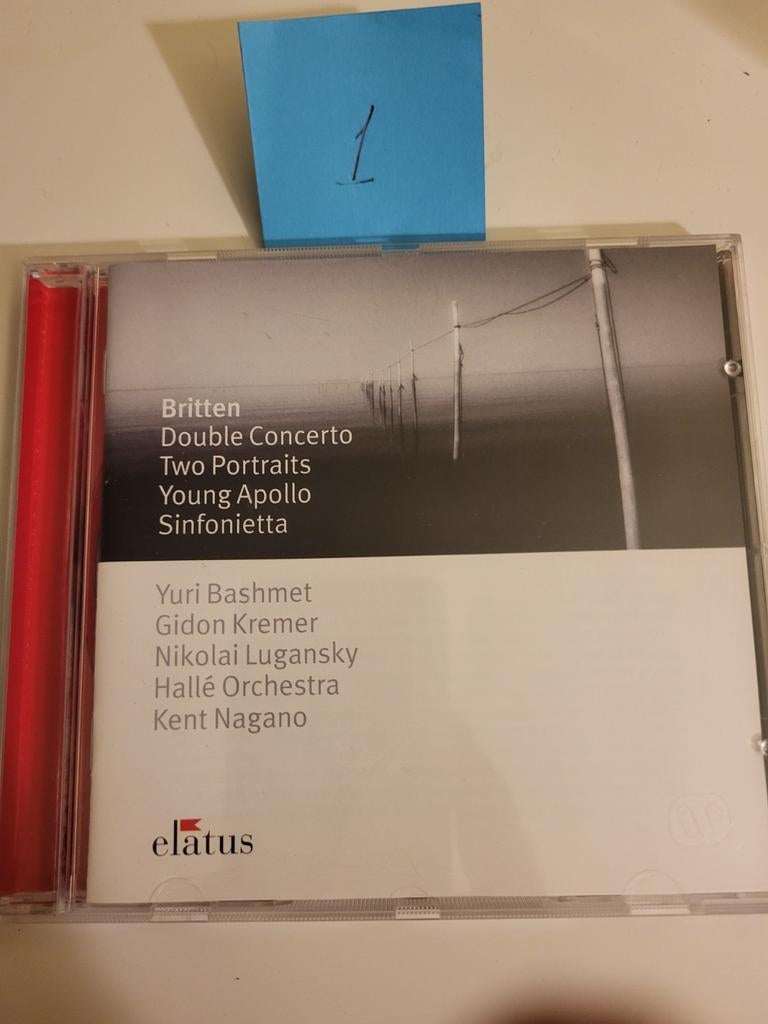 1
Britten
Double Concerto
Two Portraits
Young Apollo
Sinfonietta
Yuri Bashmet
Gidon Kremer
Nikolai Lugansky
Hallé Orchestra
Kent Nagano
elatus